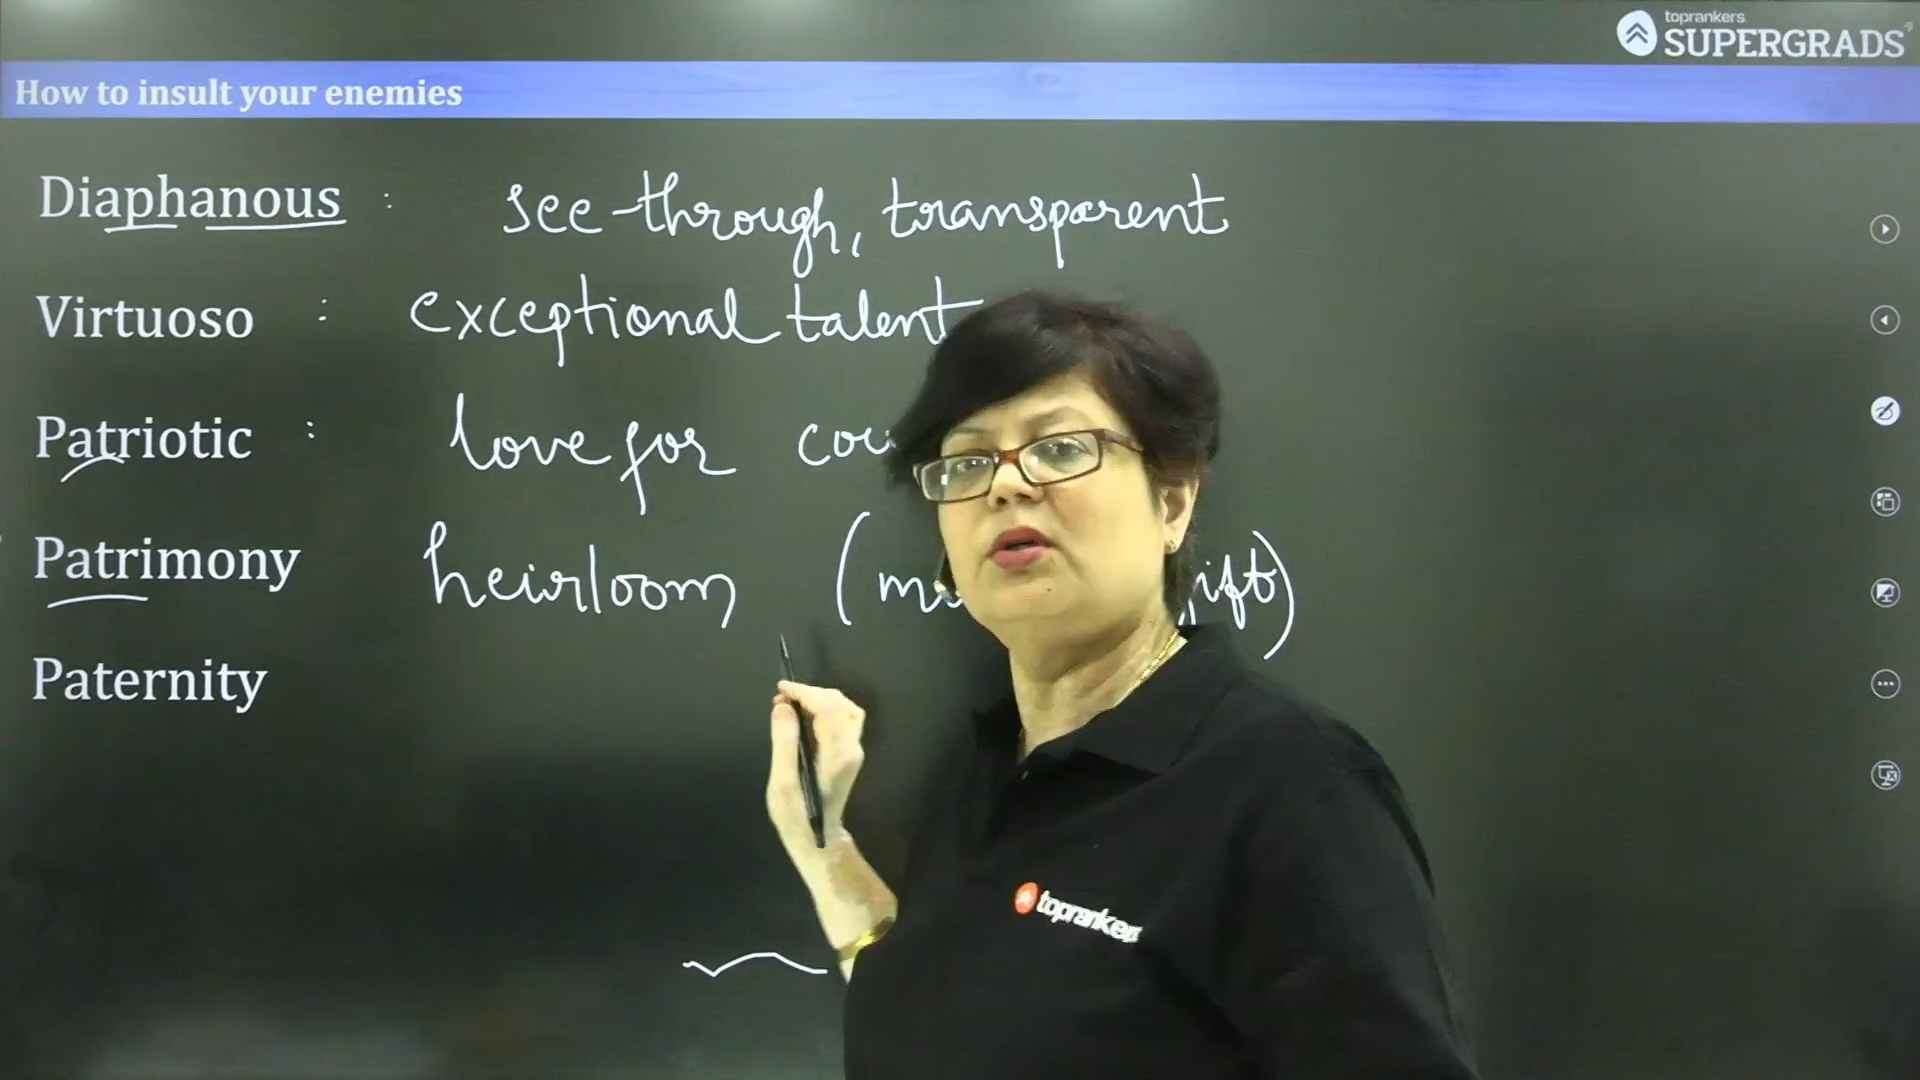 toprankers
SUPERGRADS
How to insult your enemies
Diaphanous : see-through, transparent
Virtuoso : exceptional talent
Patriotic : love for
Patrimony heirloom (
Paternity
toprankers